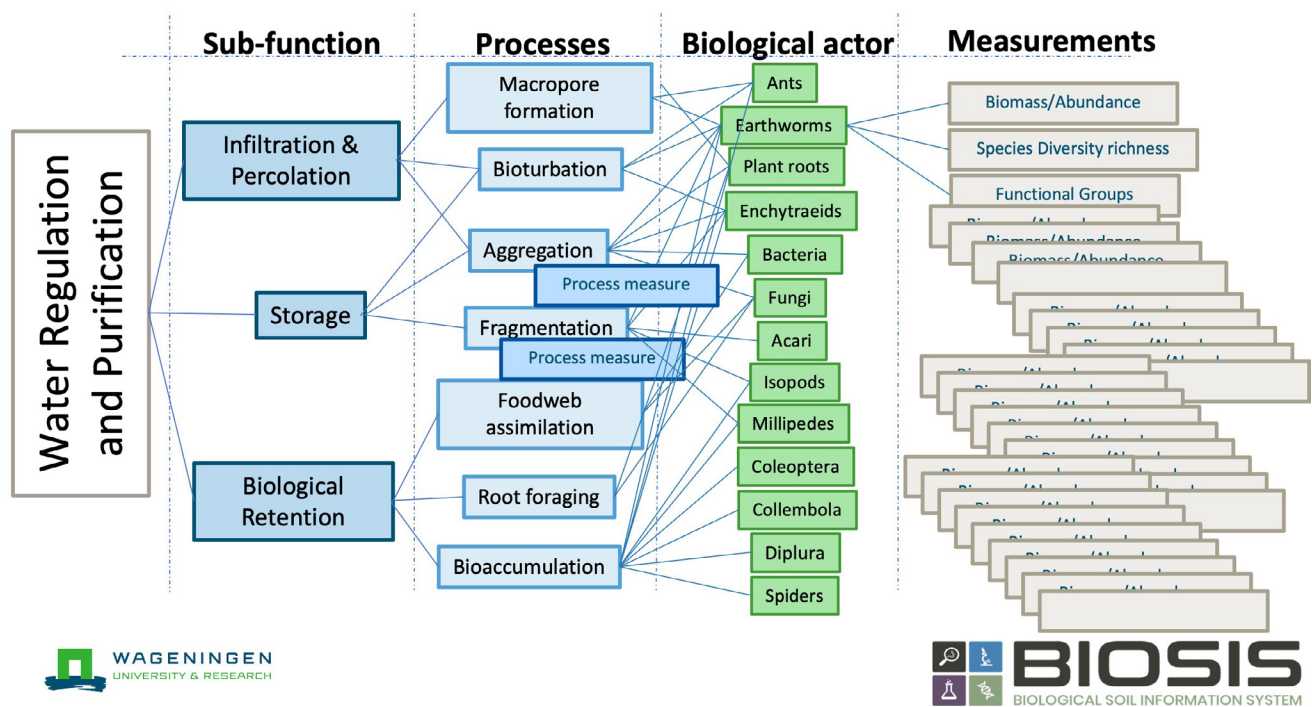 Sub-function
Processes
Biological actor
Measurements
Water Regulation
and Purification
Infiltration &
Percolation
Storage
Biological
Retention
Macropore
formation
Bioturbation
Aggregation
Process measure
Fragmentation
Process measure
Foodweb
assimilation
Root foraging
Bioaccumulation
Ants
Earthworms
Plant roots
Enchytraeids
Bacteria
Fungi
Acari
Isopods
Millipedes
Coleoptera
Collembola
Diplura
Spiders
Biomass/Abundance
Species Diversity richness
Functional Groups
Biomass/Abundance
Biomass/Abundance
WAGENINGEN
UNIVERSITY & RESEARCH
BIOSIS
BIOLOGICAL SOIL INFORMATION SYSTEM